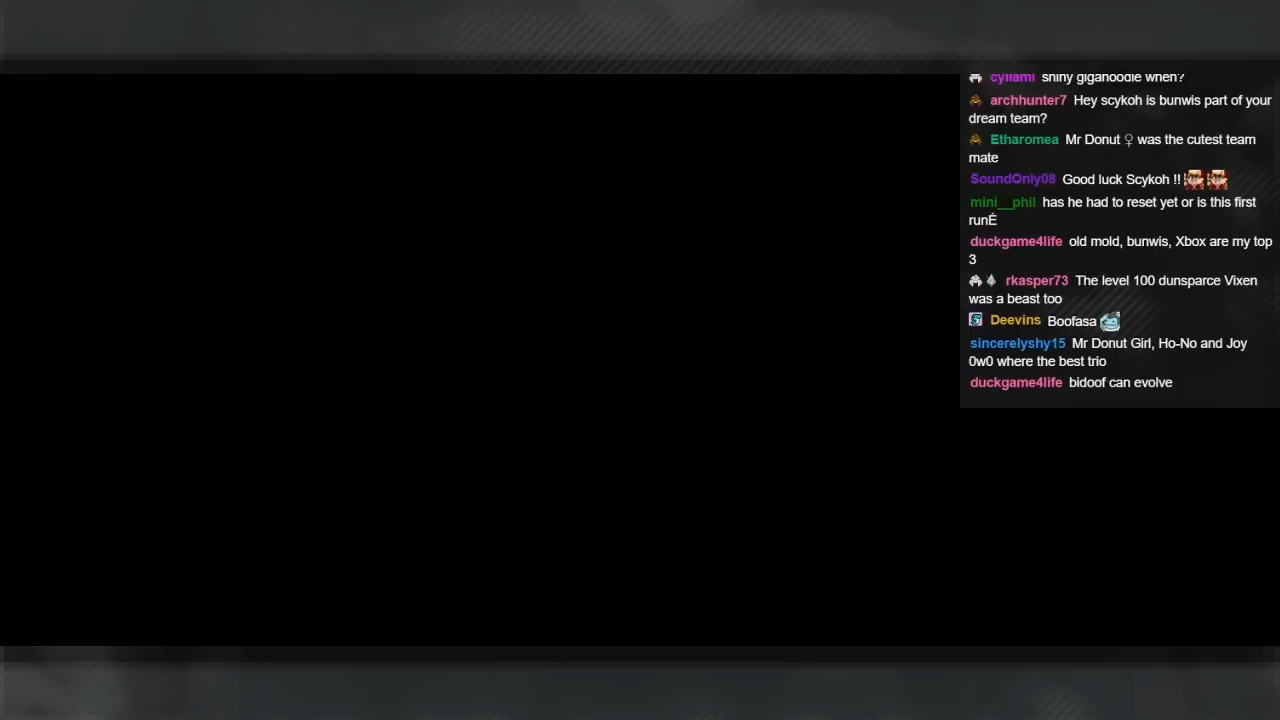 cyllami shiny giganoodle when?
archhunter7 Hey scykoh is bunwis part of your
dream team?
Etharomea Mr Donut ♀ was the cutest team
mate
SoundOnly08 Good luck Scykoh !!
mini__phil has he had to reset yet or is this first
runÉ
duckgame4life old mold, bunwis, Xbox are my top
3
rkasper73 The level 100 dunsparce Vixen
was a beast too
Deevins Boofasa
sincerelyshy15 Mr Donut Girl, Ho-No and Joy
0w0 where the best trio
duckgame4life bidoof can evolve